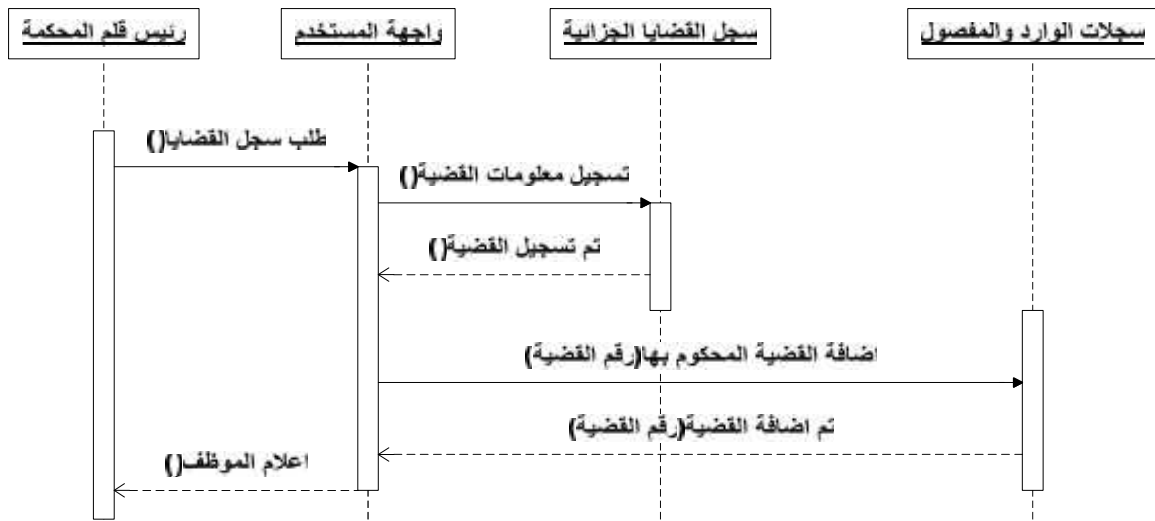 رئيس قلم المحكمة
واجهة المستخدم
سجل القضايا الجزائية
سجلات الوارد والمفصول
طلب سجل القضايا()
تسجيل معلومات القضية()
تم تسجيل القضية()
اضافة القضية المحكوم بها(رقم القضية)
تم اضافة القضية(رقم القضية)
اعلام الموظف()